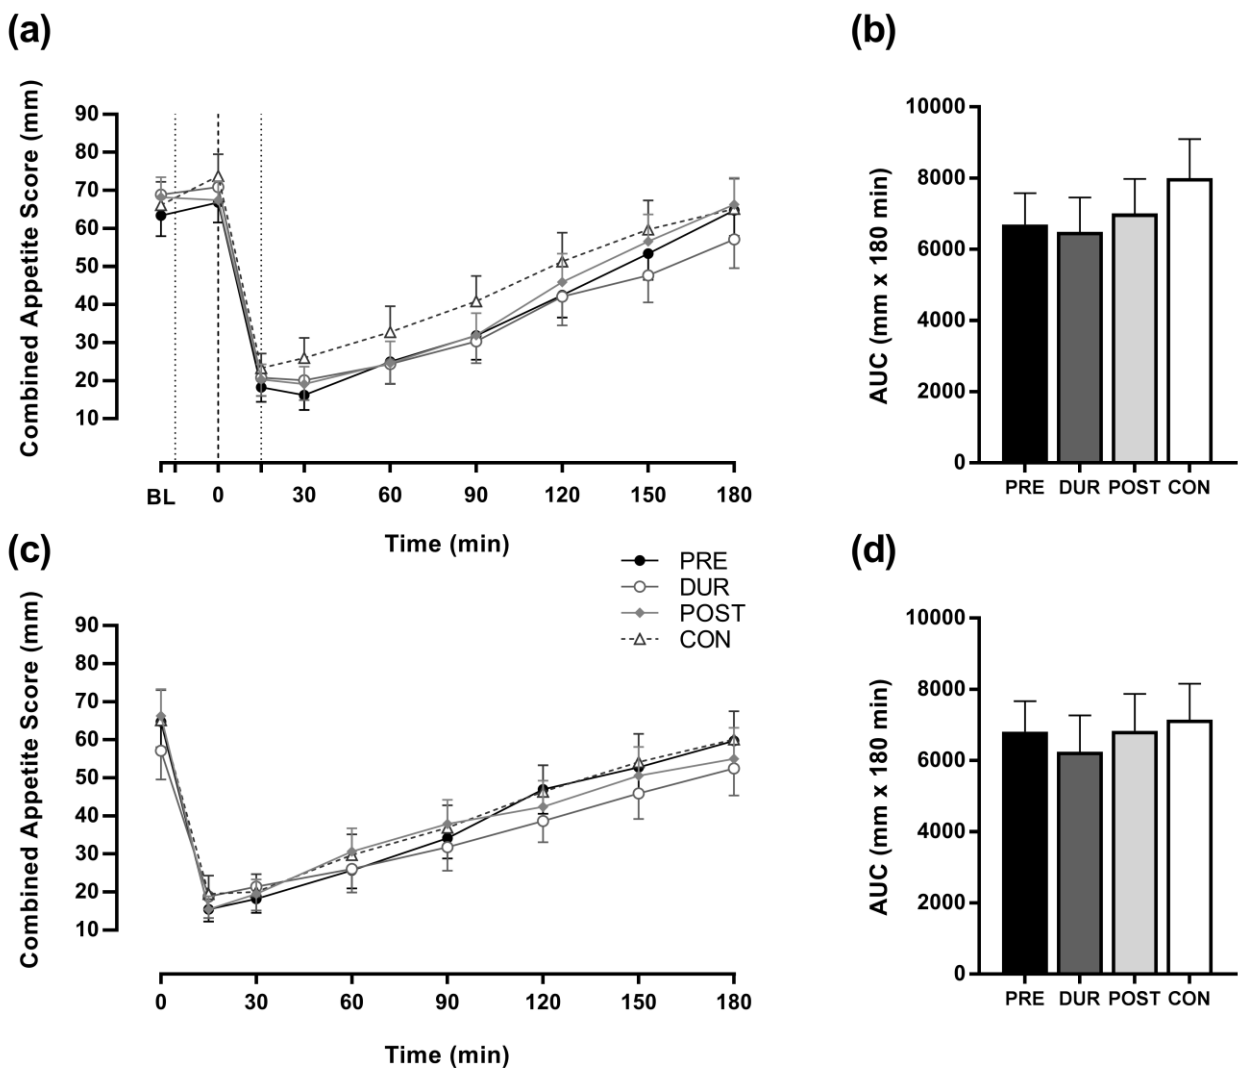 (a)
Combined Appetite Score (mm)
90
80
70
60
50
40
30
20
10
BL 0 30 60 90 120 150 180
Time (min)
(b)
AUC (mm x 180 min)
10000
8000
6000
4000
2000
0
PRE DUR POST CON
(c)
PRE
DUR
POST
CON
Combined Appetite Score (mm)
90
80
70
60
50
40
30
20
10
0 30 60 90 120 150 180
Time (min)
(d)
AUC (mm x 180 min)
10000
8000
6000
4000
2000
0
PRE DUR POST CON